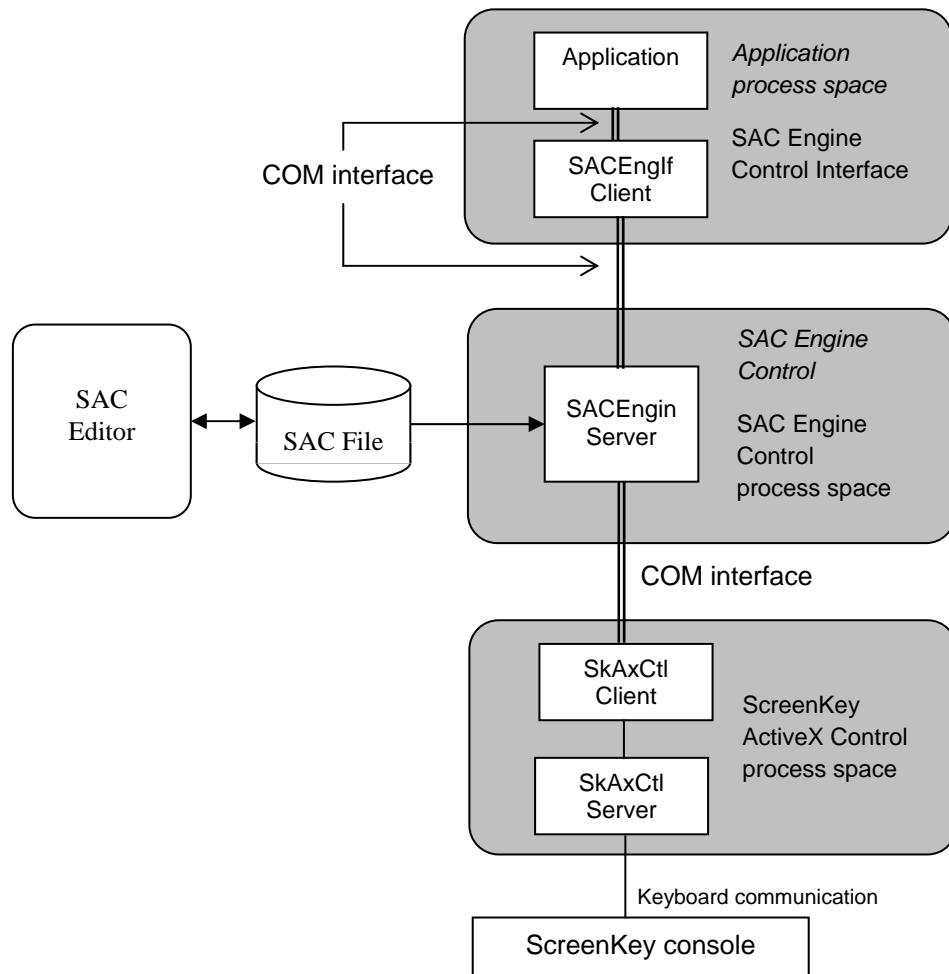 Application
Application
process space
SAC Engine
Control Interface
COM interface
SACEngIf
Client
SAC Engine
Control
SAC
Editor
SAC File
SACEngin
Server
SAC Engine
Control
process space
COM interface
SkAxCtl
Client
ScreenKey
ActiveX Control
process space
SkAxCtl
Server
Keyboard communication
ScreenKey console